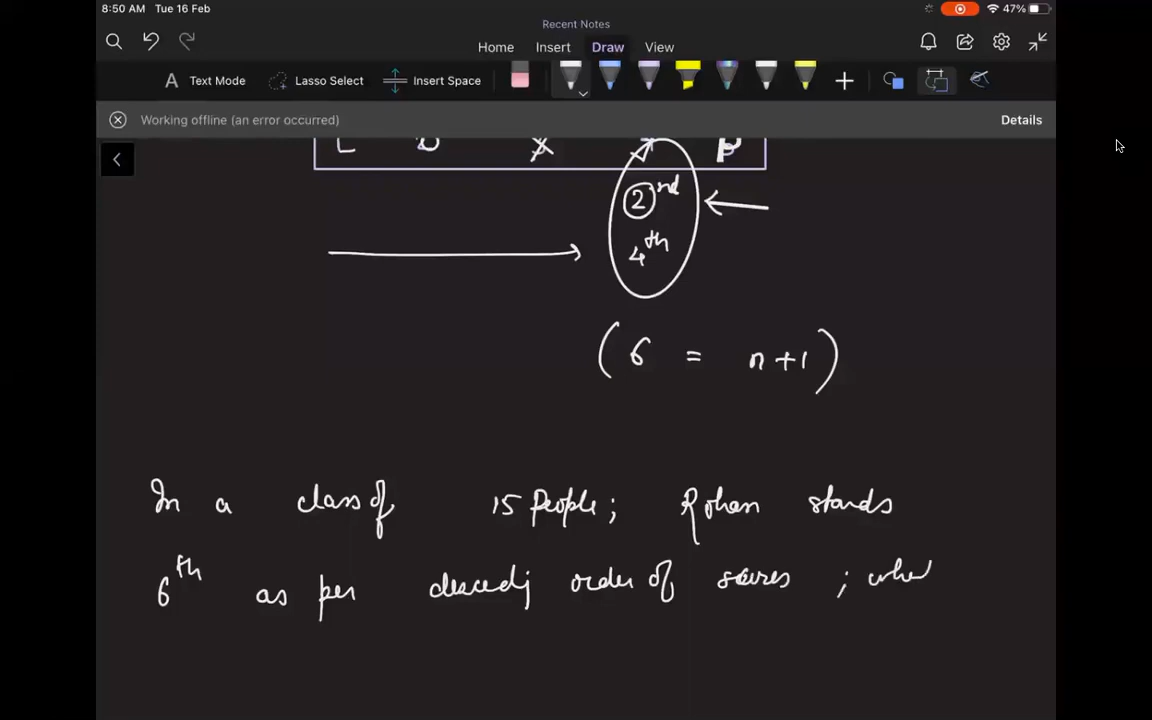 8:50 AM Tue 16 Feb
47%
Recent Notes
Home Insert Draw View
Text Mode Lasso Select Insert Space
Working offline (an error occurred) Details
2nd
4th
(6 = n+1)
In a class of 15 People; Rohan stands
6th as per descedj order of scores ; whe